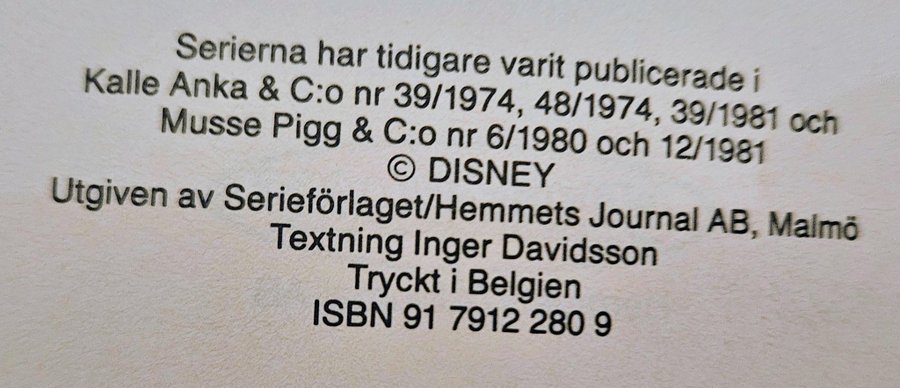 Serierna har tidigare varit publicerade i
Kalle Anka & C:o nr 39/1974, 48/1974, 39/1981 och
Musse Pigg & C:o nr 6/1980 och 12/1981
© DISNEY
Utgiven av Serieförlaget/Hemmets Journal AB, Malmö
Textning Inger Davidsson
Tryckt i Belgien
ISBN 91 7912 280 9